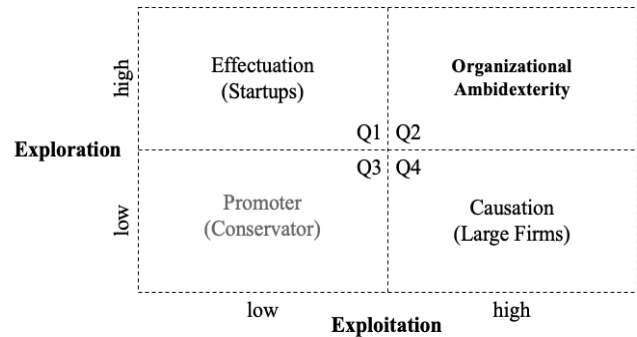 Effectuation
(Startups)
Organizational
Ambidexterity
high
Q1
Q2
Exploration
Q3
Q4
Promoter
(Conservator)
Causation
(Large Firms)
low
low
high
Exploitation